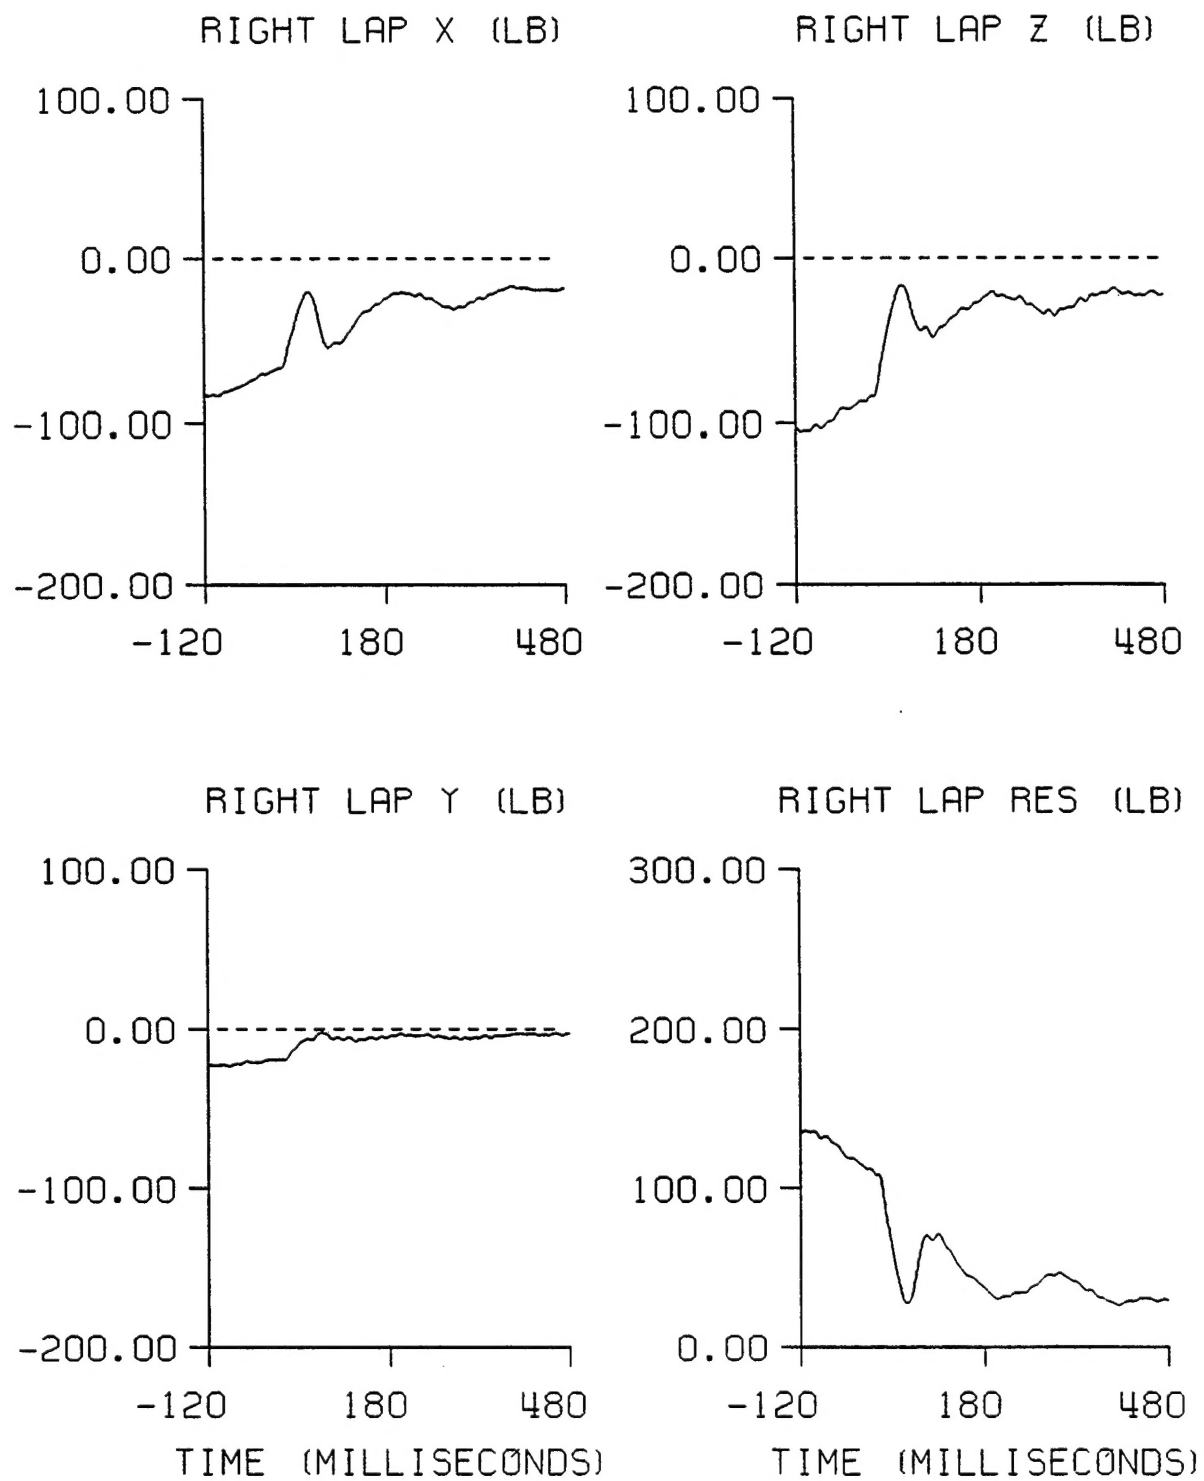 RIGHT LAP X (LB)
100.00
0.00
-100.00
-200.00
-120 180 480
RIGHT LAP Z (LB)
100.00
0.00
-100.00
-200.00
-120 180 480
RIGHT LAP Y (LB)
100.00
0.00
-100.00
-200.00
-120 180 480
TIME (MILLISECONDS)
RIGHT LAP RES (LB)
300.00
200.00
100.00
0.00
-120 180 480
TIME (MILLISECONDS)